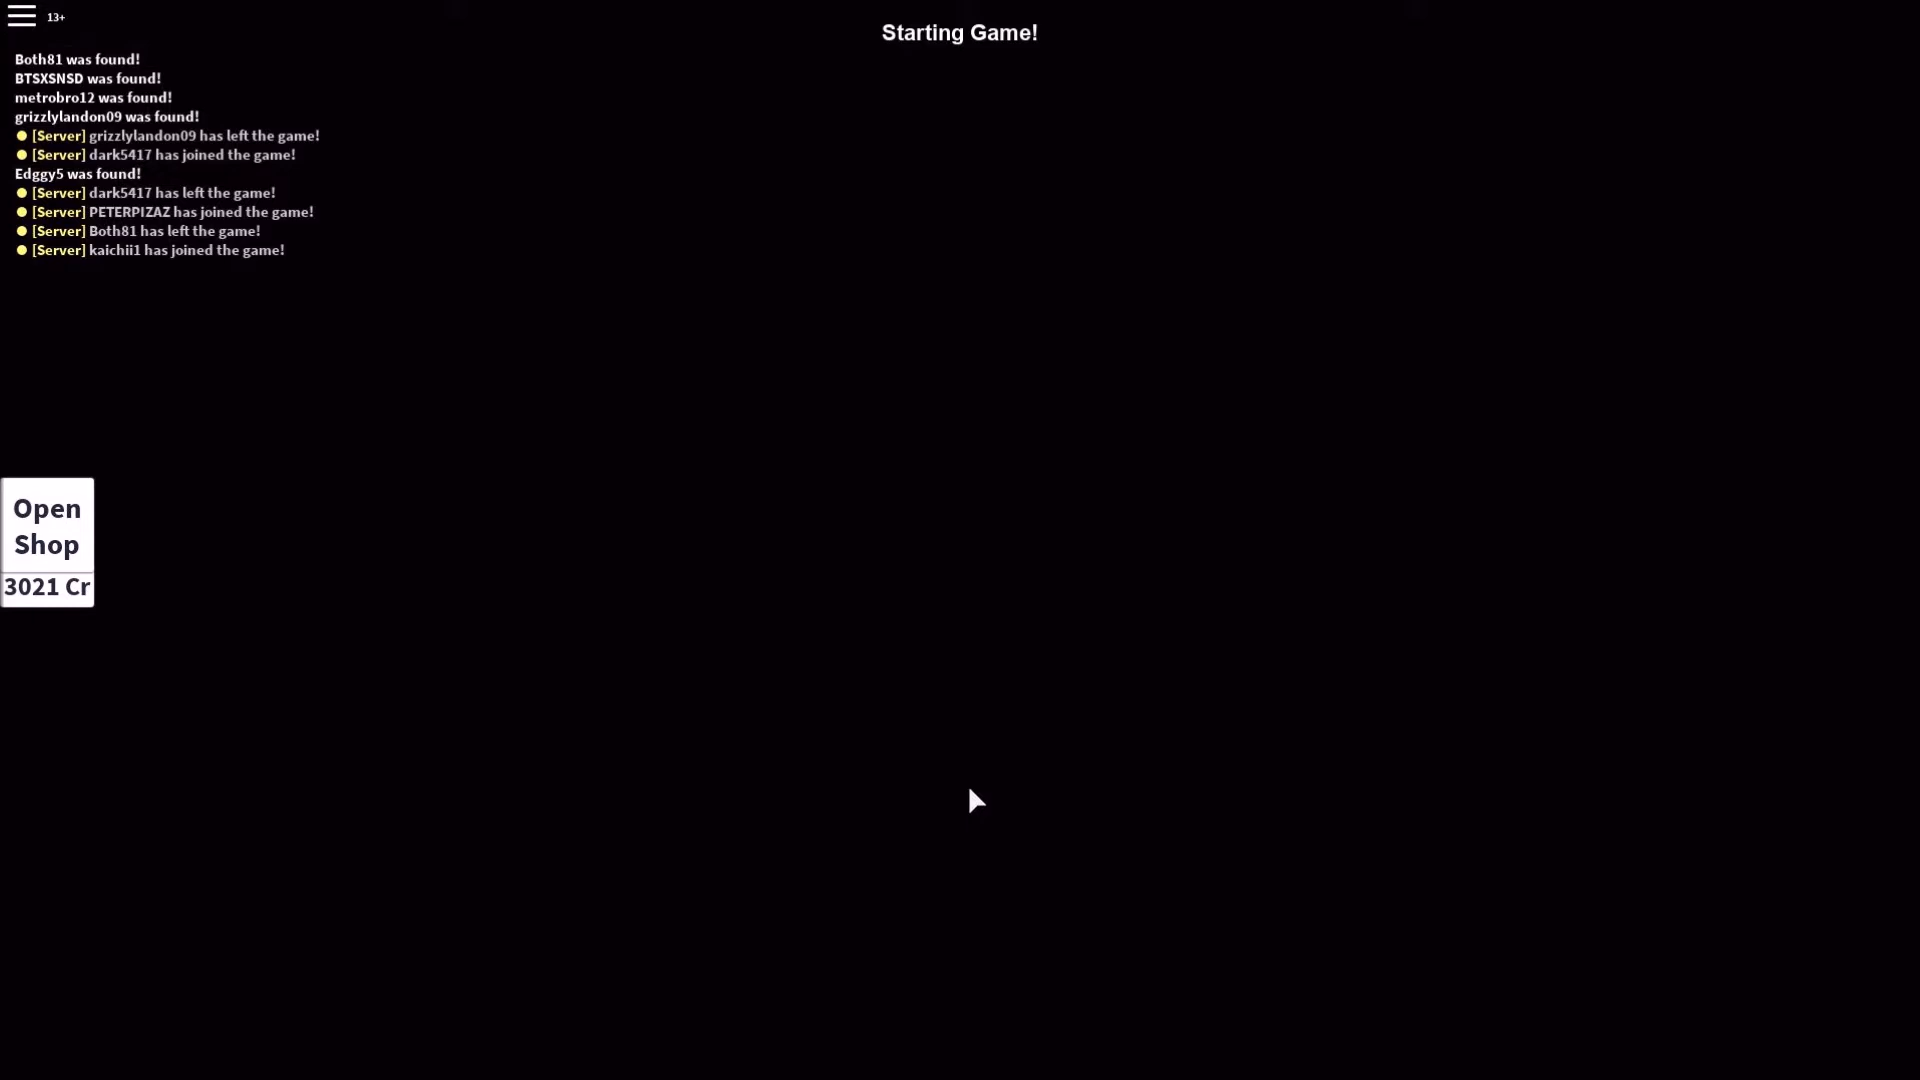 13+
Starting Game!
Both81 was found!
BTSXSNSD was found!
metrobro12 was found!
grizzlylandon09 was found!
[Server] grizzlylandon09 has left the game!
[Server] dark5417 has joined the game!
Edggy5 was found!
[Server] dark5417 has left the game!
[Server] PETERPIZAZ has joined the game!
[Server] Both81 has left the game!
[Server] kaichii1 has joined the game!
Open
Shop
3021 Cr